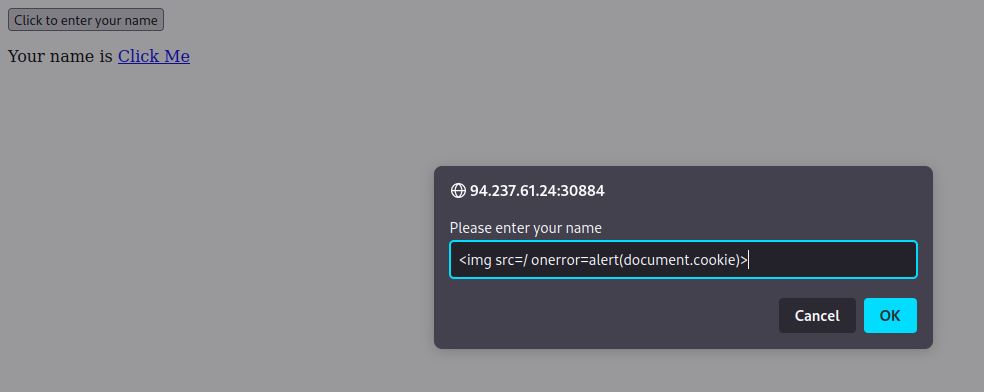 Click to enter your name
Your name is Click Me
94.237.61.24:30884
Please enter your name
<img src=/ onerror=alert(document.cookie)>
Cancel OK